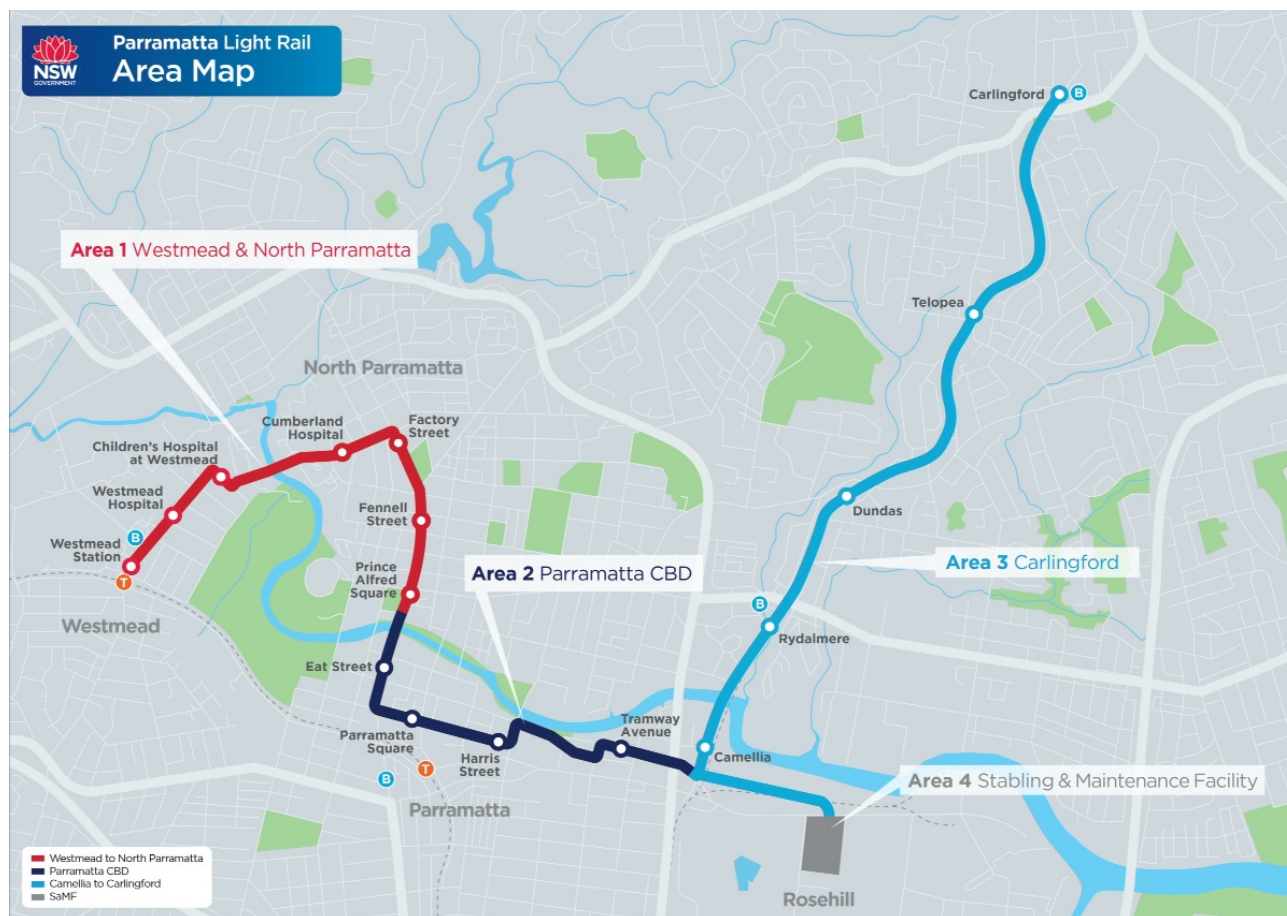 Parramatta Light Rail
Area Map
NSW
GOVERNMENT
Carlingford
B
Area 1 Westmead & North Parramatta
Telopea
North Parramatta
Cumberland
Hospital
Factory
Street
Children's Hospital
at Westmead
Westmead
Hospital
Dundas
Fennell
Street
B
Westmead
Station
T
Area 2 Parramatta CBD
Area 3 Carlingford
Prince
Alfred
Square
B
Westmead
Rydalmere
Eat Street
Tramway
Avenue
Parramatta
Square
Harris
Street
Camellia
T
B
Area 4 Stabling & Maintenance Facility
Parramatta
Westmead to North Parramatta
Parramatta CBD
Camellia to Carlingford
SaMF
Rosehill